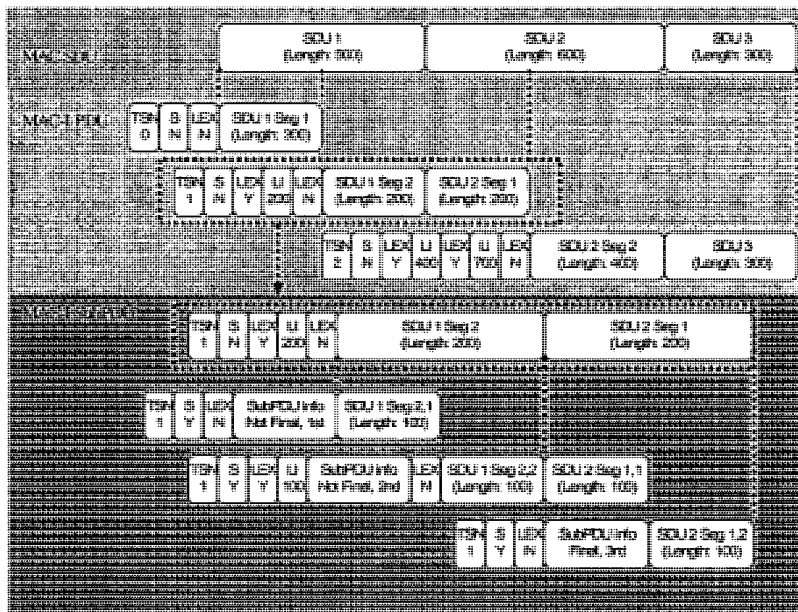 MAC-SDU
SDU 1
(Length: 500)
SDU 2
(Length: 600)
SDU 3
(Length: 300)
MAC-I PDU
TSN
0
S
N
LEX
N
SDU 1 Seg 1
(Length: 300)
TSN
1
S
N
LEX
Y
LI
200
LEX
N
SDU 1 Seg 2
(Length: 200)
SDU 2 Seg 1
(Length: 200)
TSN
2
S
N
LEX
Y
LI
400
LEX
Y
LI
700
LEX
N
SDU 2 Seg 2
(Length: 400)
SDU 3
(Length: 300)
TSN
1
S
N
LEX
Y
LI
200
LEX
N
SDU 1 Seg 2
(Length: 200)
SDU 2 Seg 1
(Length: 200)
TSN
1
S
Y
LEX
N
SubPDU Info
Not Final, 1st
SDU 1 Seg 2,1
(Length: 100)
TSN
1
S
Y
LEX
Y
LI
100
SubPDU Info
Not Final, 2nd
LEX
N
SDU 1 Seg 2,2
(Length: 100)
SDU 2 Seg 1,1
(Length: 100)
TSN
1
S
Y
LEX
N
SubPDU Info
Final, 3rd
SDU 2 Seg 1,2
(Length: 100)